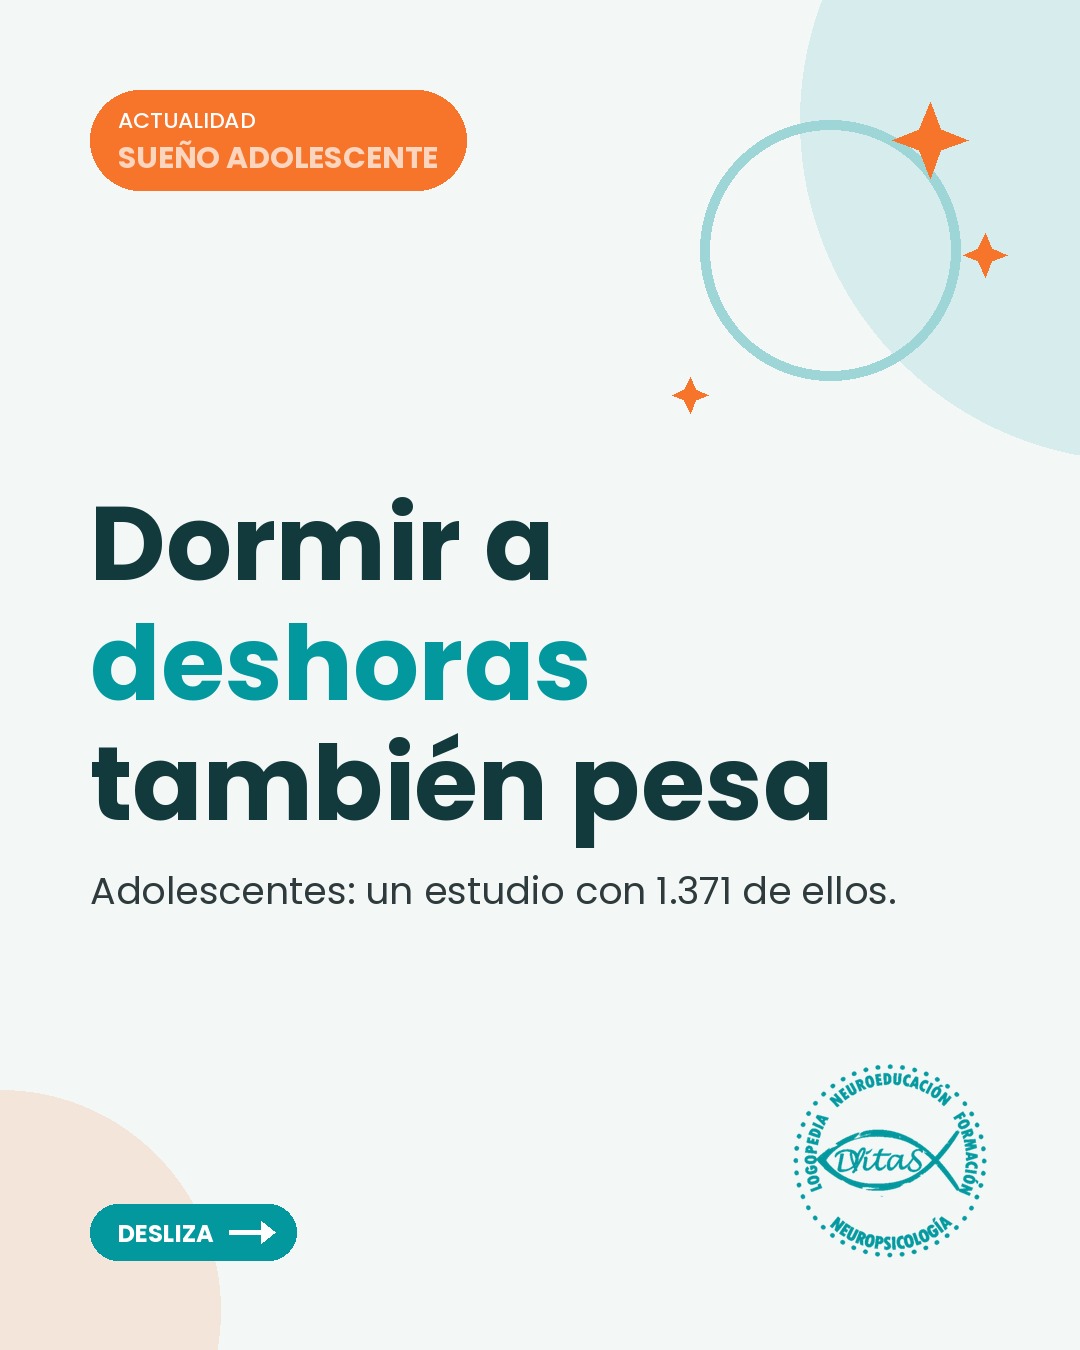 ACTUALIDAD
SUEÑO ADOLESCENTE
Dormir a
deshoras
también pesa
Adolescentes: un estudio con 1.371 de ellos.
DESLIZA
LOGOPEDIA NEUROEDUCACIÓN FORMACIÓN
DVitaS
NEUROPSICOLOGÍA